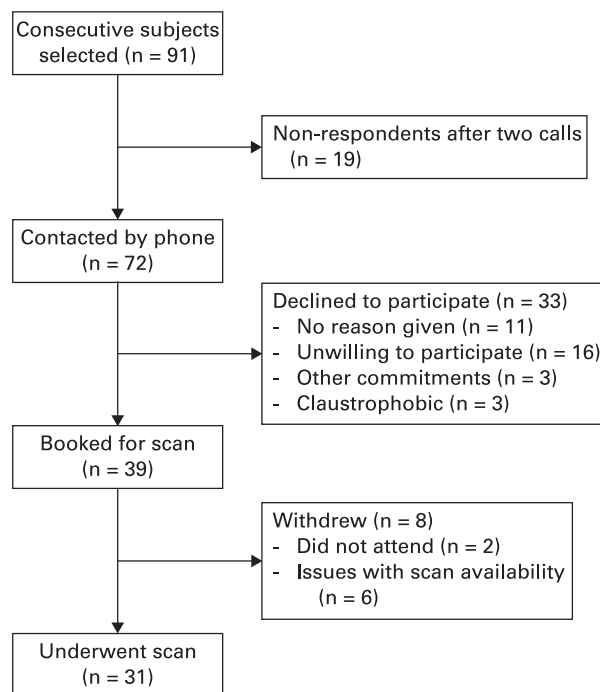 Consecutive subjects
selected (n = 91)
Non-respondents after two calls
(n = 19)
Contacted by phone
(n = 72)
Declined to participate (n = 33)
- No reason given (n = 11)
- Unwilling to participate (n = 16)
- Other commitments (n = 3)
- Claustrophobic (n = 3)
Booked for scan
(n = 39)
Withdrew (n = 8)
- Did not attend (n = 2)
- Issues with scan availability
(n = 6)
Underwent scan
(n = 31)